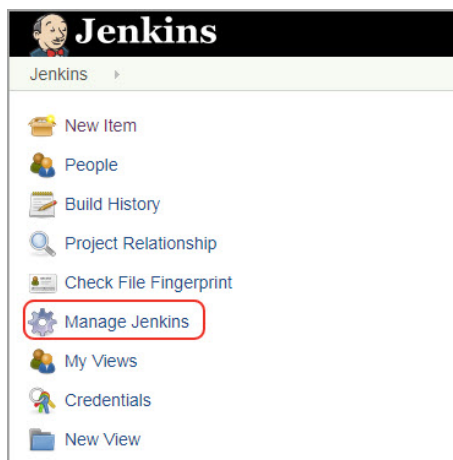 Jenkins
Jenkins
New Item
People
Build History
Project Relationship
Check File Fingerprint
Manage Jenkins
My Views
Credentials
New View